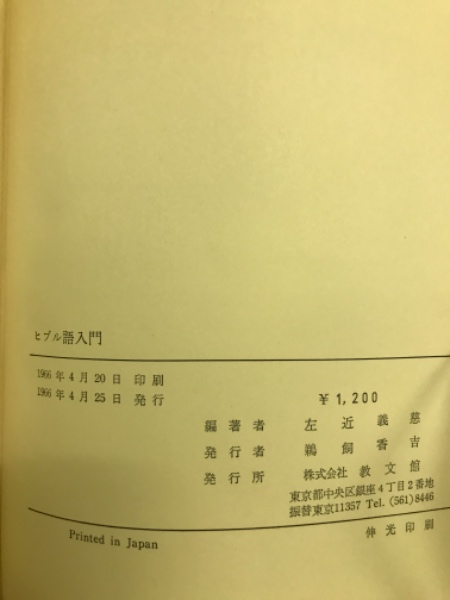 ヒブル語入門
1966 年 4 月 20 日 印刷
1966 年 4 月 25 日 発行
¥ 1,200
編著者 左近義慈
発行者 鵜飼香吉
発行所 株式会社 教文館
東京都中央区銀座4丁目2番地
振替東京11357 Tel. (561) 8446
Printed in Japan
伸光印刷